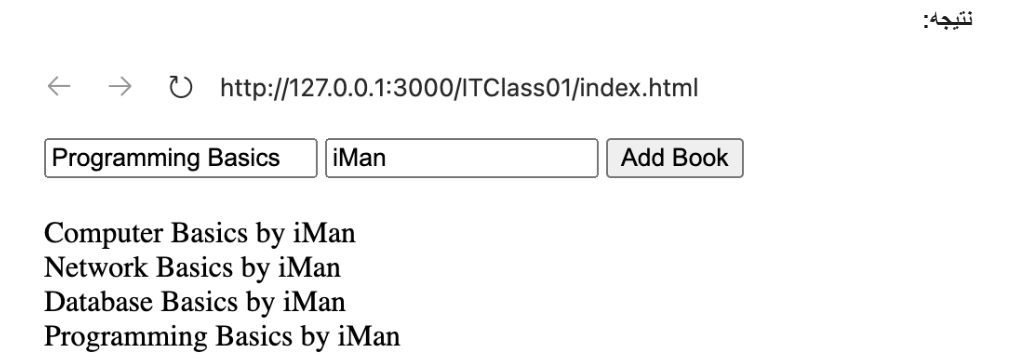 نتیجه:
http://127.0.0.1:3000/ITClass01/index.html
Programming Basics iMan Add Book
Computer Basics by iMan
Network Basics by iMan
Database Basics by iMan
Programming Basics by iMan